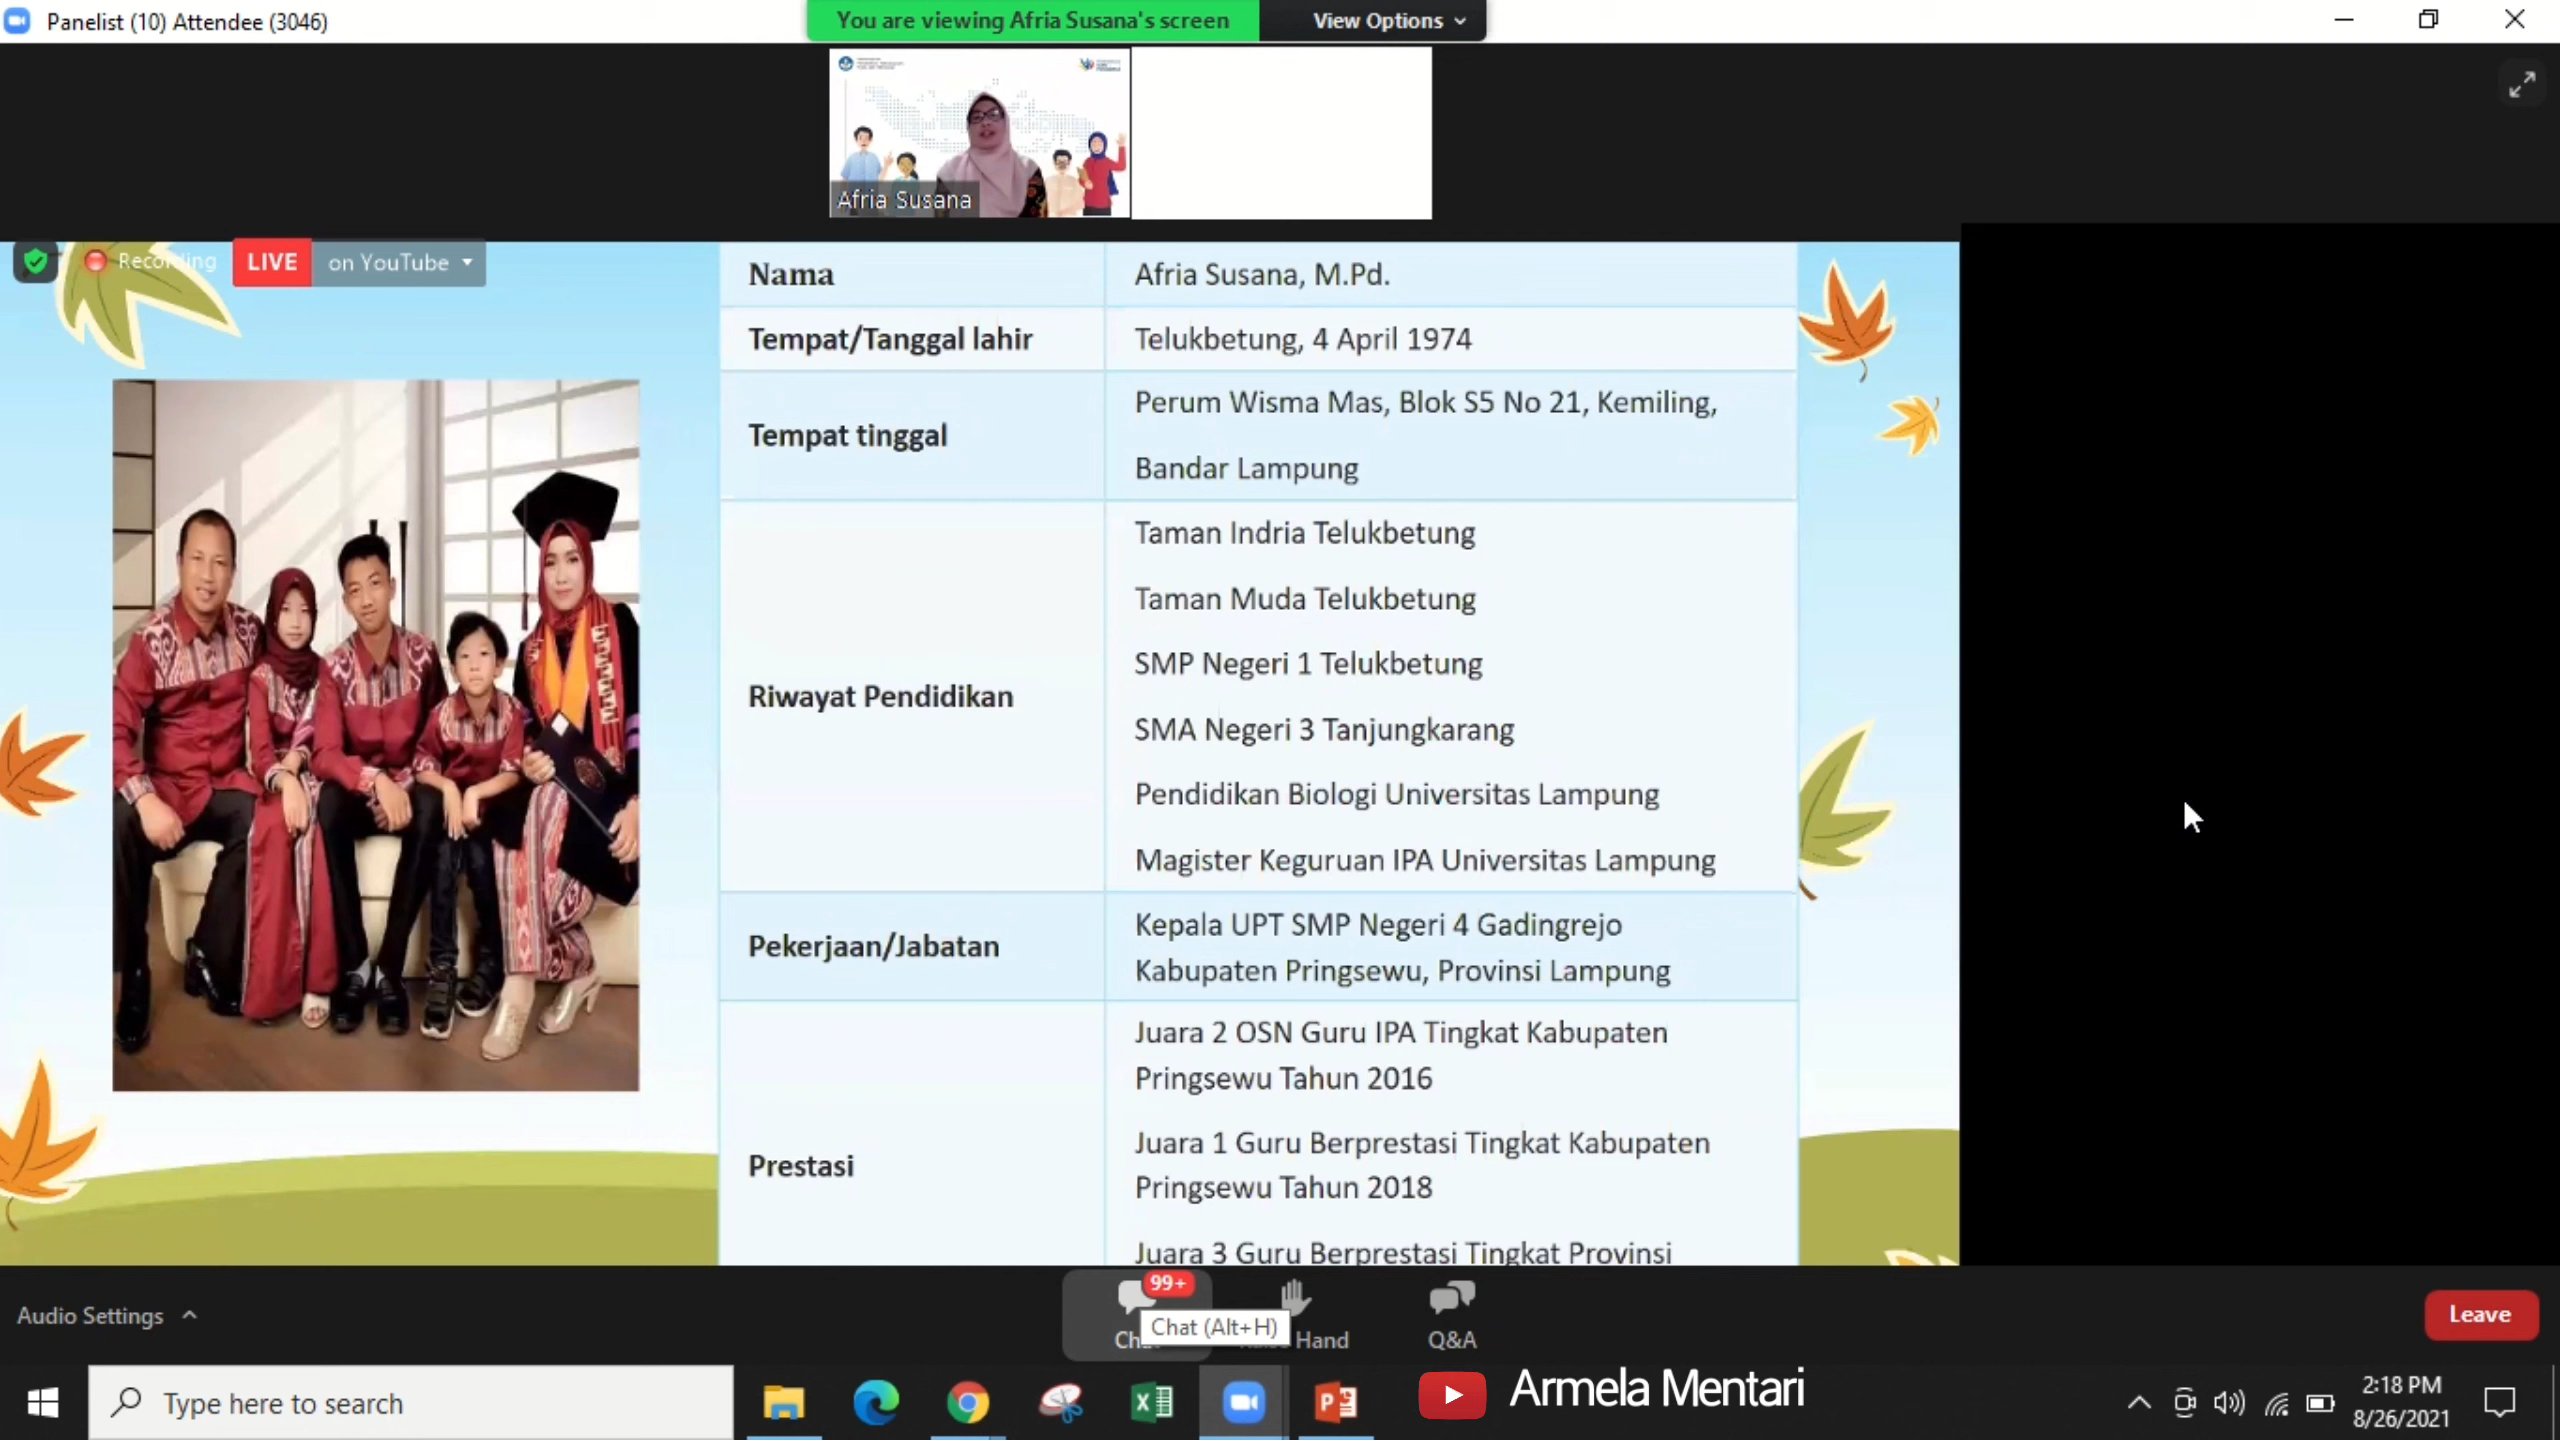 Panelist (10) Attendee (3046)
You are viewing Afria Susana's screen
View Options
Afria Susana
Recording
LIVE
on YouTube
Nama
Afria Susana, M.Pd.
Tempat/Tanggal lahir
Telukbetung, 4 April 1974
Tempat tinggal
Perum Wisma Mas, Blok S5 No 21, Kemiling,
Bandar Lampung
Riwayat Pendidikan
Taman Indria Telukbetung
Taman Muda Telukbetung
SMP Negeri 1 Telukbetung
SMA Negeri 3 Tanjungkarang
Pendidikan Biologi Universitas Lampung
Magister Keguruan IPA Universitas Lampung
Pekerjaan/Jabatan
Kepala UPT SMP Negeri 4 Gadingrejo
Kabupaten Pringsewu, Provinsi Lampung
Prestasi
Juara 2 OSN Guru IPA Tingkat Kabupaten
Pringsewu Tahun 2016
Juara 1 Guru Berprestasi Tingkat Kabupaten
Pringsewu Tahun 2018
Juara 3 Guru Berprestasi Tingkat Provinsi
Audio Settings
99+
Chat (Alt+H)
Hand
Q&A
Leave
Type here to search
Armela Mentari
2:18 PM
8/26/2021